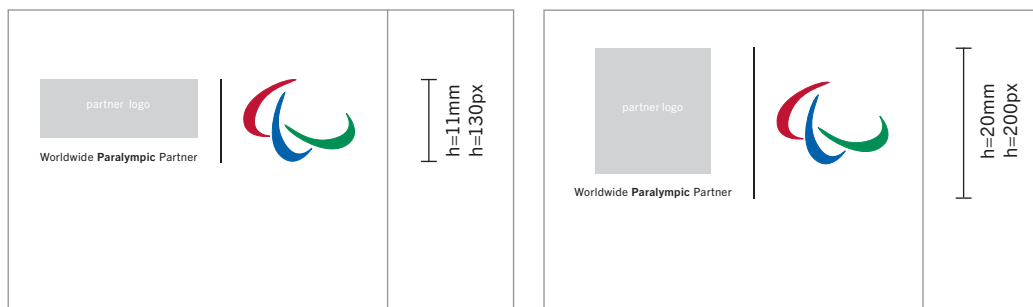 partner logo
Worldwide Paralympic Partner
h=11mm
h=130px
partner logo
Worldwide Paralympic Partner
h=20mm
h=200px